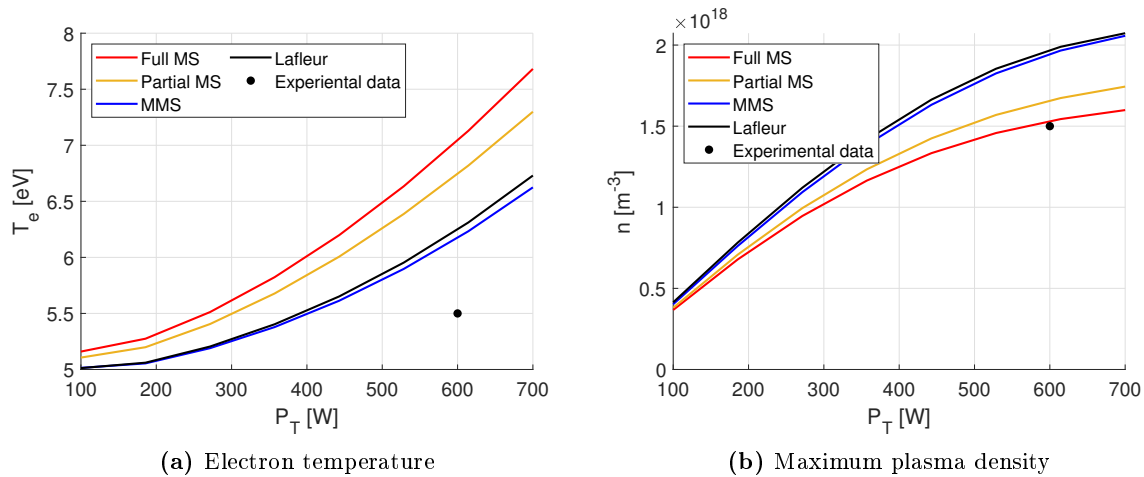 8
7.5
7
6.5
6
5.5
5
T_e [eV]
Full MS
Partial MS
MMS
Lafleur
Experiental data
100 200 300 400 500 600 700
P_T [W]
(a) Electron temperature
×10^18
2
1.5
1
0.5
0
n [m^-3]
Full MS
Partial MS
MMS
Lafleur
Experimental data
100 200 300 400 500 600 700
P_T [W]
(b) Maximum plasma density